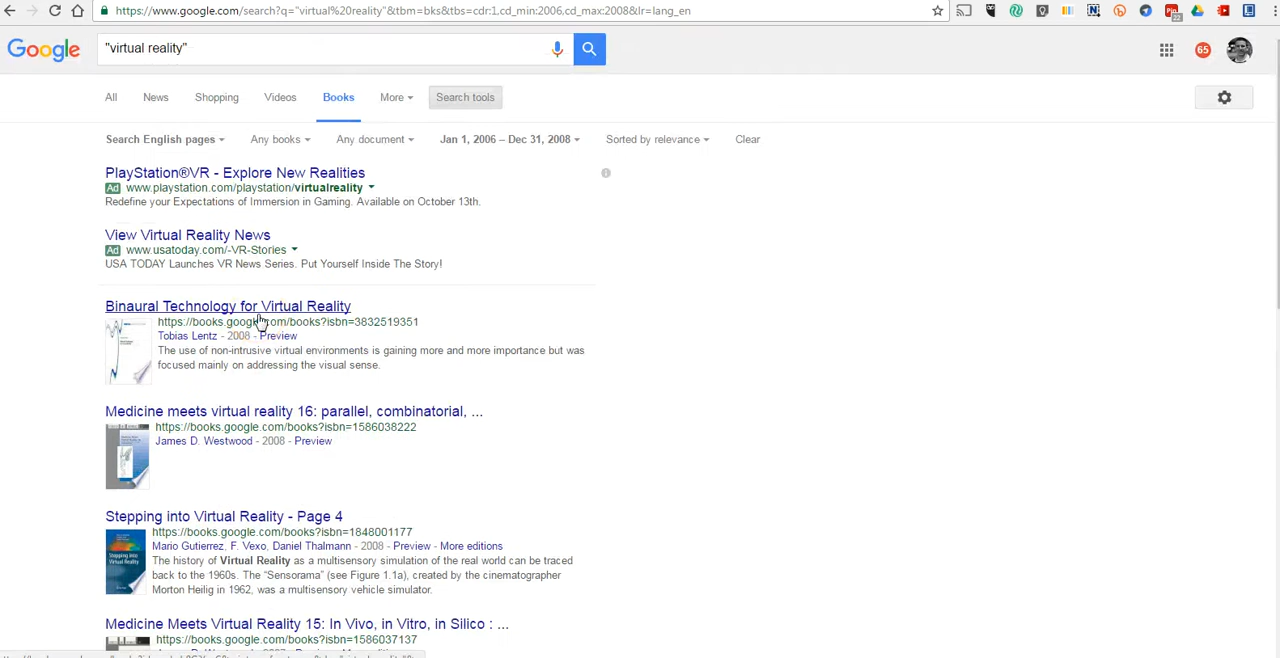 https://www.google.com/search?q="virtual%20reality"&tbm=bks&tbs=cdr:1,cd_min:2006,cd_max:2008&lr=lang_en
22
Google
"virtual reality"
65
All News Shopping Videos Books More Search tools
Search English pages Any books Any document Jan 1, 2006 – Dec 31, 2008 Sorted by relevance Clear
PlayStation®VR - Explore New Realities
Ad www.playstation.com/playstation/virtualreality
Redefine your Expectations of Immersion in Gaming. Available on October 13th.
View Virtual Reality News
Ad www.usatoday.com/-VR-Stories
USA TODAY Launches VR News Series. Put Yourself Inside The Story!
Binaural Technology for Virtual Reality
https://books.google.com/books?isbn=3832519351
Tobias Lentz - 2008 - Preview
The use of non-intrusive virtual environments is gaining more and more importance but was
focused mainly on addressing the visual sense.
Medicine meets virtual reality 16: parallel, combinatorial, ...
https://books.google.com/books?isbn=1586038222
James D. Westwood - 2008 - Preview
Stepping into Virtual Reality - Page 4
https://books.google.com/books?isbn=1848001177
Mario Gutierrez, F. Vexo, Daniel Thalmann - 2008 - Preview - More editions
The history of Virtual Reality as a multisensory simulation of the real world can be traced
back to the 1960s. The “Sensorama” (see Figure 1.1a), created by the cinematographer
Morton Heilig in 1962, was a multisensory vehicle simulator.
Medicine Meets Virtual Reality 15: In Vivo, in Vitro, in Silico : ...
https://books.google.com/books?isbn=1586037137